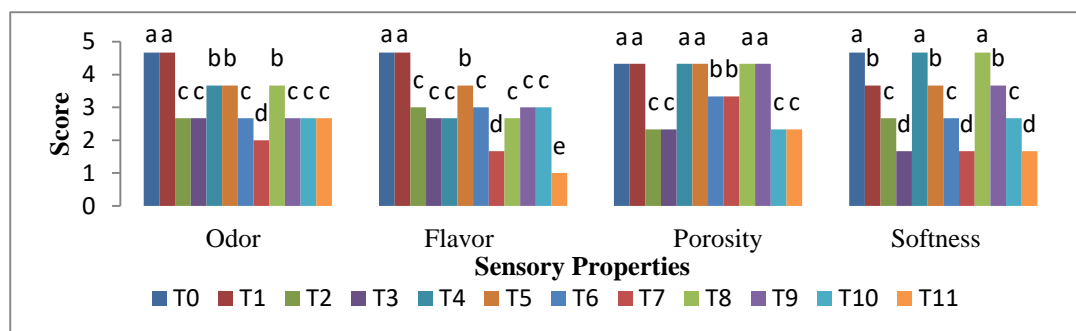 Score
5
4
3
2
1
0
a a c c b b c d b c c c
a a c c c b c d c c c e
a a c c a a b b a a c c
a b c d a b c d a b c d
Odor Flavor Porosity Softness
Sensory Properties
T0 T1 T2 T3 T4 T5 T6 T7 T8 T9 T10 T11